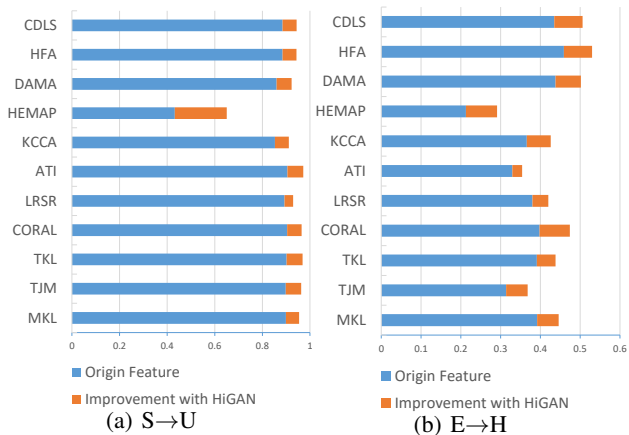 CDLS
HFA
DAMA
HEMAP
KCCA
ATI
LRSR
CORAL
TKL
TJM
MKL
0 0.2 0.4 0.6 0.8 1
Origin Feature
Improvement with HiGAN
(a) S→U
CDLS
HFA
DAMA
HEMAP
KCCA
ATI
LRSR
CORAL
TKL
TJM
MKL
0 0.1 0.2 0.3 0.4 0.5 0.6
Origin Feature
Improvement with HiGAN
(b) E→H